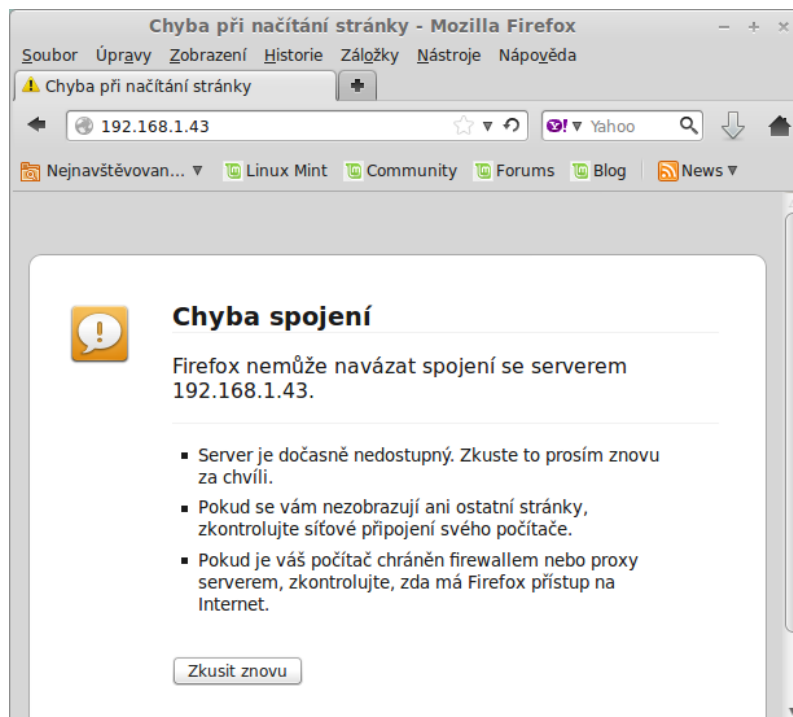 Chyba při načítání stránky - Mozilla Firefox
Soubor Úpravy Zobrazení Historie Záložky Nástroje Nápověda
Chyba při načítání stránky
192.168.1.43
Yahoo
Nejnavštěvovan... Linux Mint Community Forums Blog News
Chyba spojení
Firefox nemůže navázat spojení se serverem
192.168.1.43.
Server je dočasně nedostupný. Zkuste to prosím znovu
za chvíli.
Pokud se vám nezobrazují ani ostatní stránky,
zkontrolujte síťové připojení svého počítače.
Pokud je váš počítač chráněn firewallem nebo proxy
serverem, zkontrolujte, zda má Firefox přístup na
Internet.
Zkusit znovu